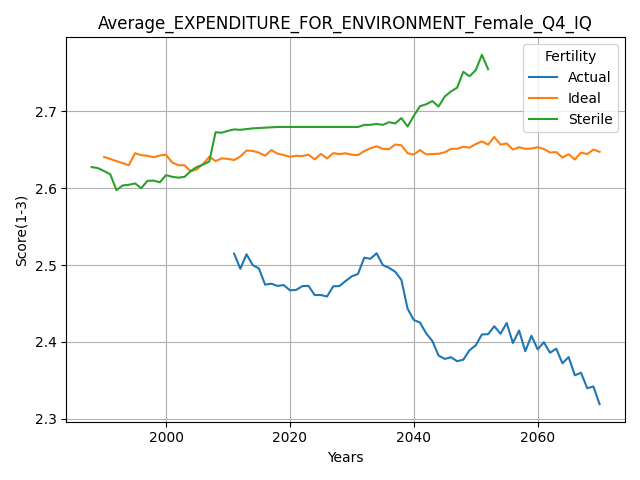 Average_EXPENDITURE_FOR_ENVIRONMENT_Female_Q4_IQ
Fertility
Actual
Ideal
Sterile
Score(1-3)
2.7
2.6
2.5
2.4
2.3
2000 2020 2040 2060
Years